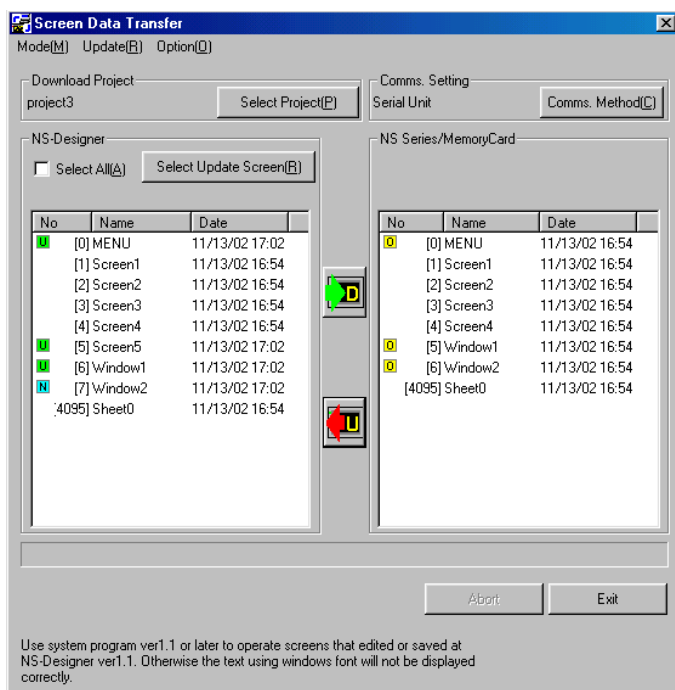 Screen Data Transfer
Mode(M) Update(R) Option(O)
Download Project
project3
Select Project(P)
Comms. Setting
Serial Unit
Comms. Method(C)
NS-Designer
Select All(A)
Select Update Screen(R)
No Name Date
U [0] MENU 11/13/02 17:02
[1] Screen1 11/13/02 16:54
[2] Screen2 11/13/02 16:54
[3] Screen3 11/13/02 16:54
[4] Screen4 11/13/02 16:54
U [5] Screen5 11/13/02 17:02
U [6] Window1 11/13/02 17:02
N [7] Window2 11/13/02 17:02
[4095] Sheet0 11/13/02 16:54
D
U
NS Series/MemoryCard
No Name Date
O [0] MENU 11/13/02 16:54
[1] Screen1 11/13/02 16:54
[2] Screen2 11/13/02 16:54
[3] Screen3 11/13/02 16:54
[4] Screen4 11/13/02 16:54
O [5] Window1 11/13/02 16:54
O [6] Window2 11/13/02 16:54
[4095] Sheet0 11/13/02 16:54
Abort
Exit
Use system program ver1.1 or later to operate screens that edited or saved at
NS-Designer ver1.1. Otherwise the text using windows font will not be displayed
correctly.